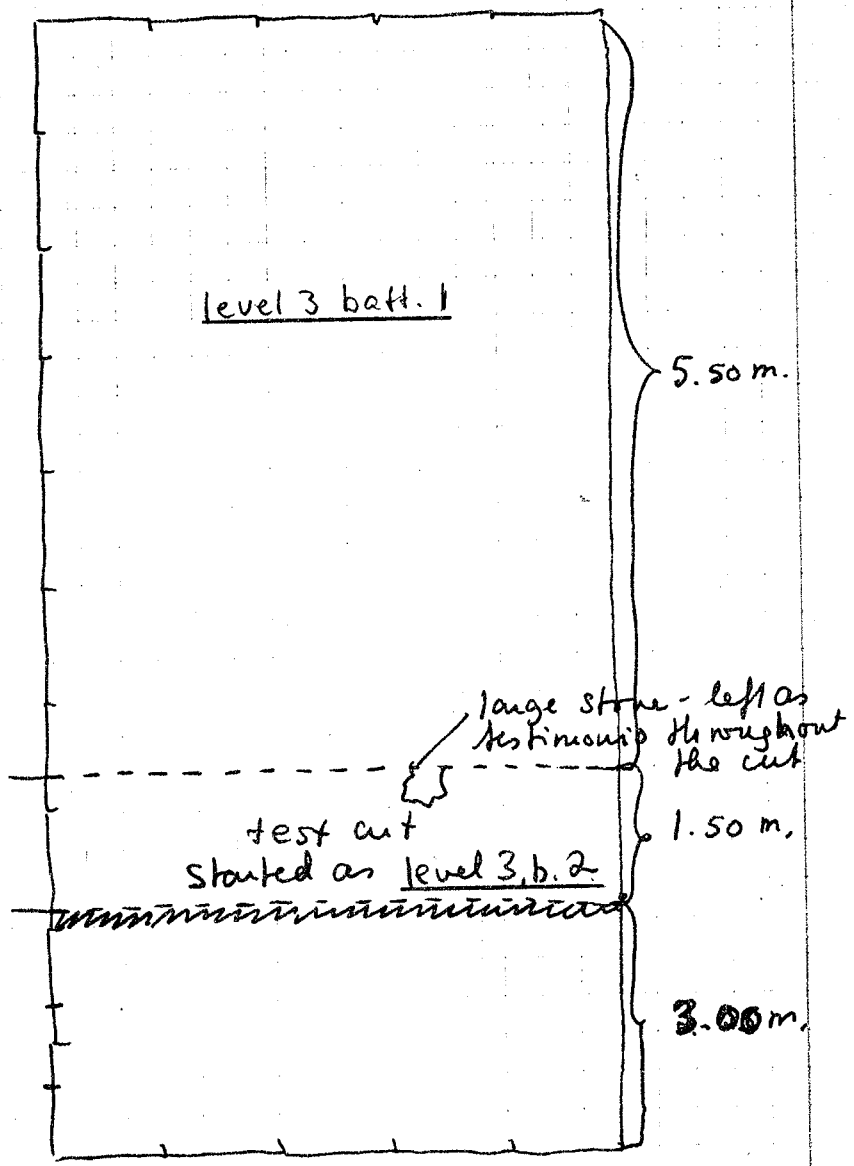 level 3 batt. 1
5.50 m.
large stone - left as
testimonio throughout
the cut
test cut
started as level 3, b. 2.
1.50 m.
3.00 m.